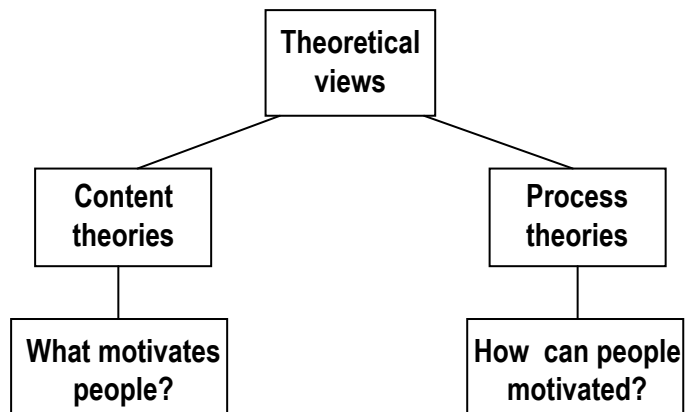 Theoretical
views
Content
theories
Process
theories
What motivates
people?
How can people
motivated?